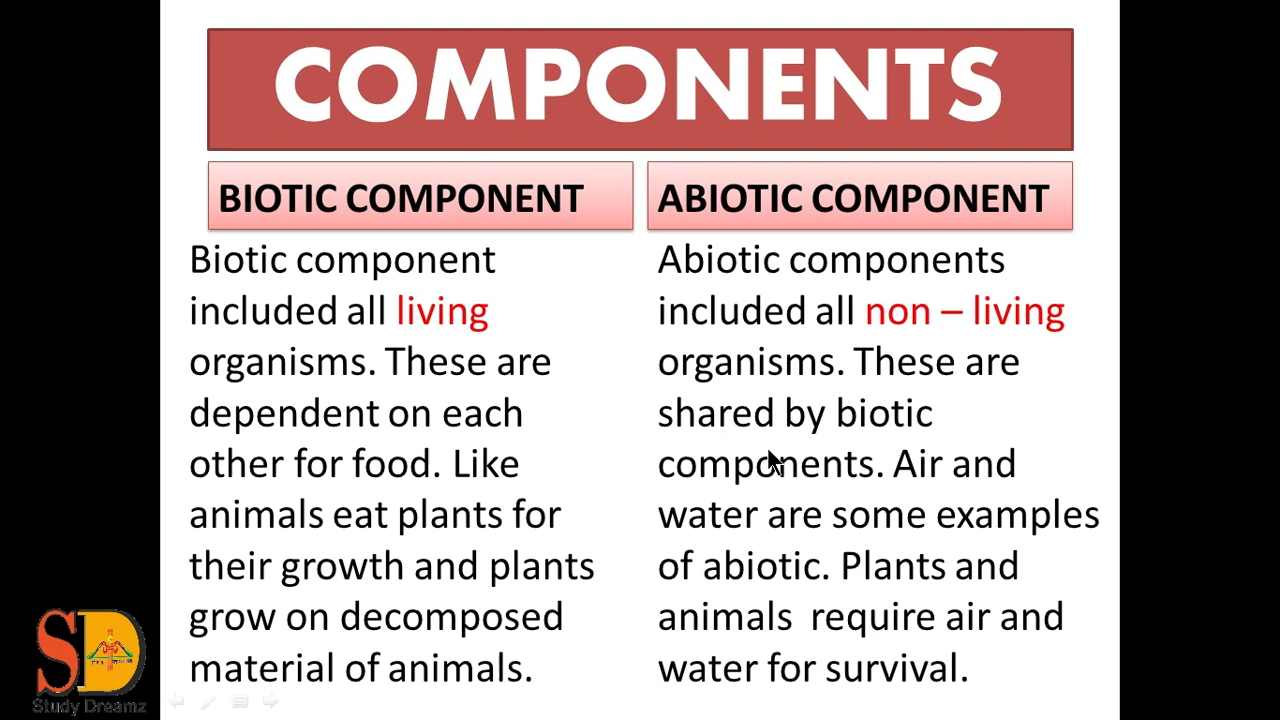 COMPONENTS
BIOTIC COMPONENT
Biotic component
included all living
organisms. These are
dependent on each
other for food. Like
animals eat plants for
their growth and plants
grow on decomposed
material of animals.
ABIOTIC COMPONENT
Abiotic components
included all non – living
organisms. These are
shared by biotic
components. Air and
water are some examples
of abiotic. Plants and
animals require air and
water for survival.
SD
Study Dreamz